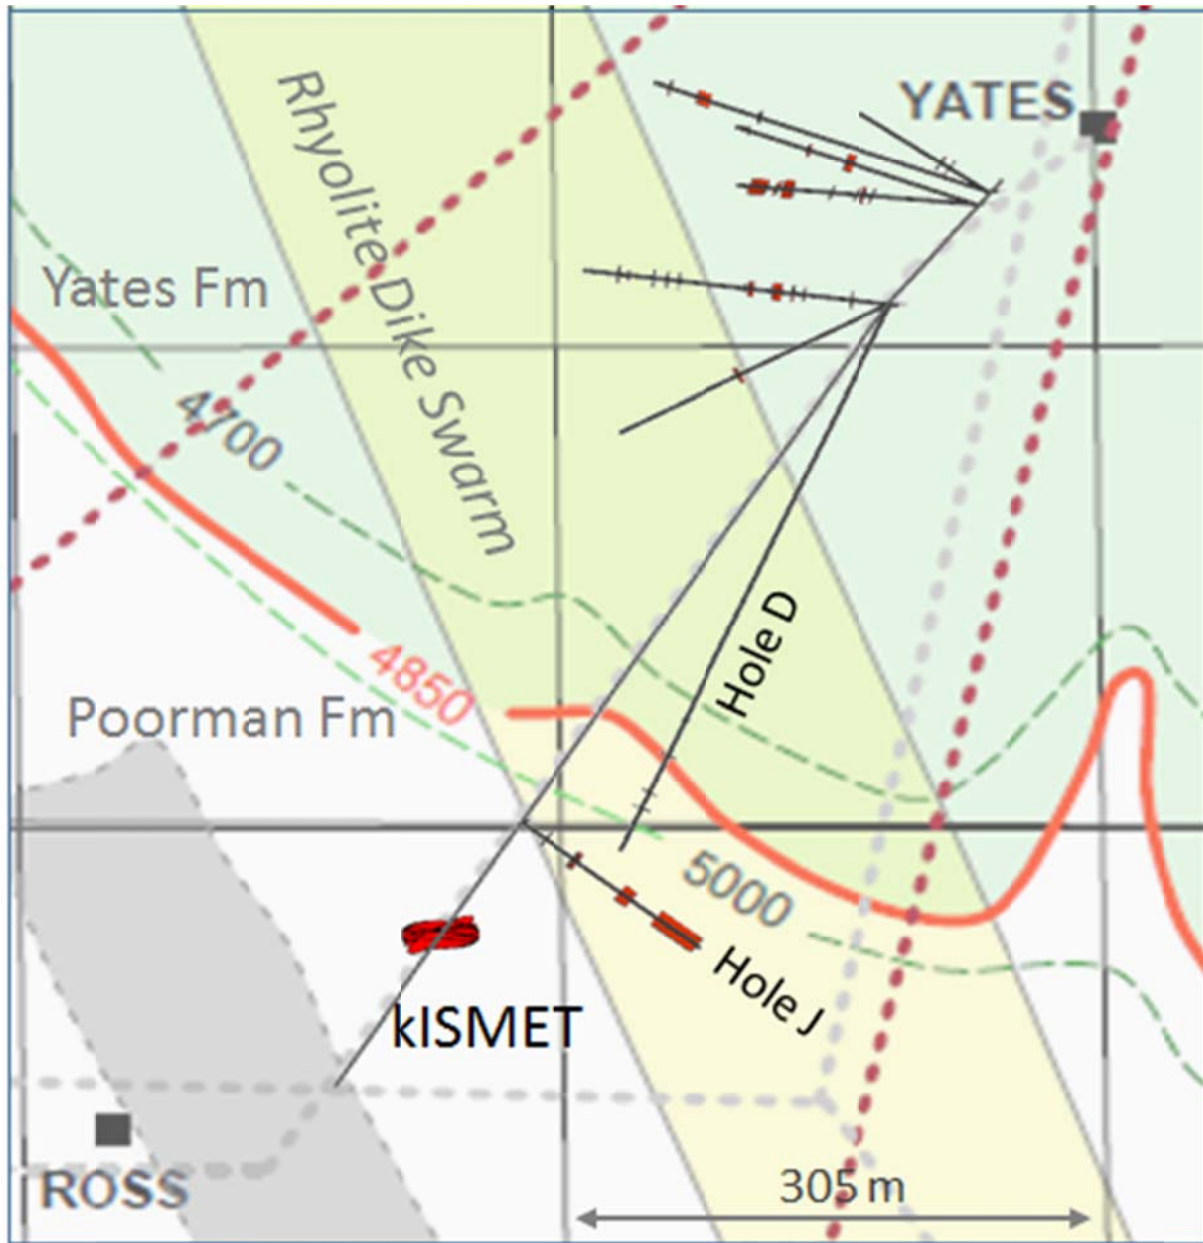 YATES
Rhyolite Dike Swarm
Yates Fm
4700
Hole D
4850
Poorman Fm
5000
Hole J
kISMET
ROSS
305 m